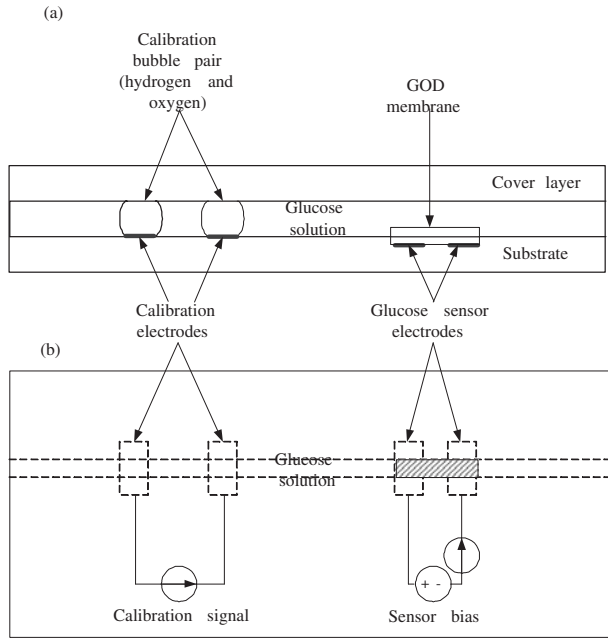 (a)
Calibration
bubble pair
(hydrogen and
oxygen)
GOD
membrane
Cover layer
Glucose
solution
Substrate
Calibration
electrodes
Glucose sensor
electrodes
(b)
Glucose
solution
+ -
Calibration signal
Sensor bias